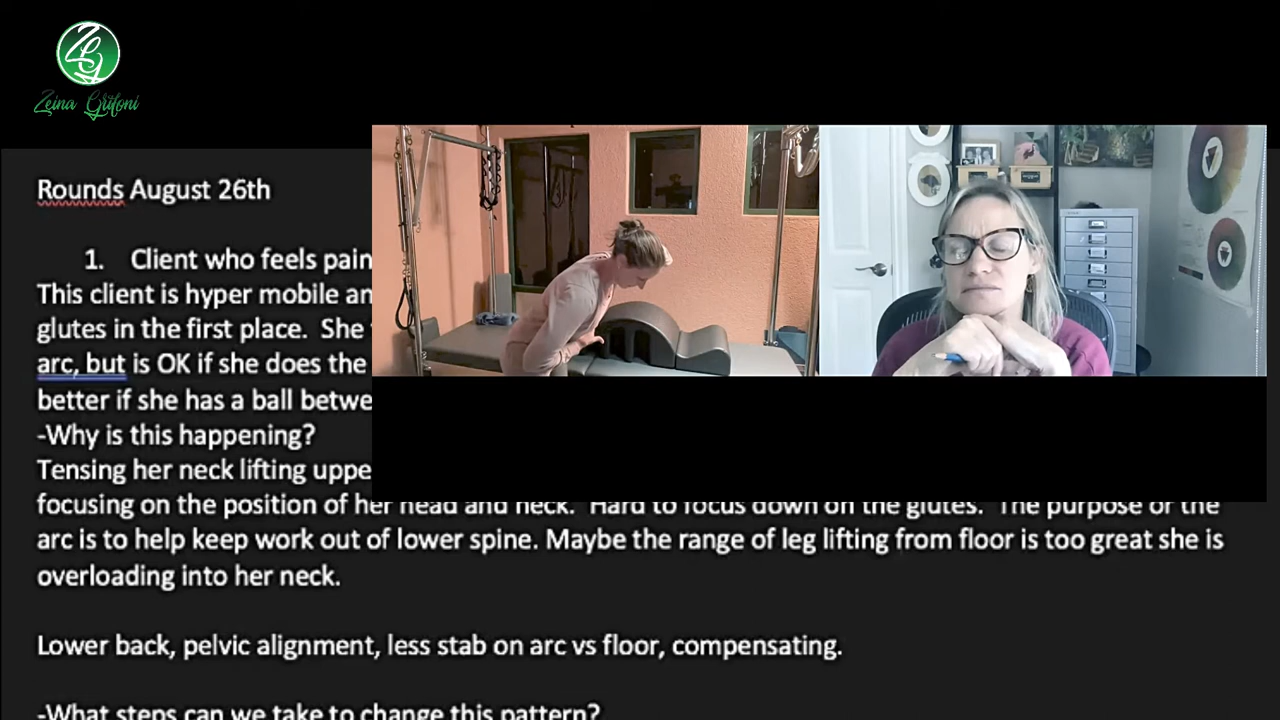 Zeina Grifoni
Rounds August 26th
1. Client who feels pain
This client is hyper mobile an
glutes in the first place. She
arc, but is OK if she does the
better if she has a ball betwe
-Why is this happening?
Tensing her neck lifting uppe
focusing on the position of her head and neck. Hard to focus down on the glutes. The purpose of the
arc is to help keep work out of lower spine. Maybe the range of leg lifting from floor is too great she is
overloading into her neck.
Lower back, pelvic alignment, less stab on arc vs floor, compensating.
-What steps can we take to change this pattern?